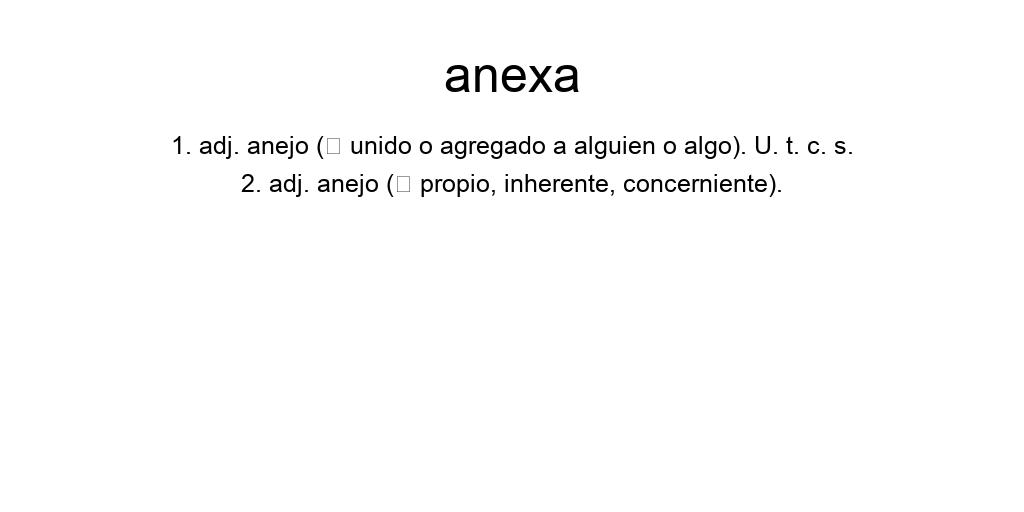 anexa
1. adj. anejo (□ unido o agregado a alguien o algo). U. t. c. s.
2. adj. anejo (□ propio, inherente, concerniente).